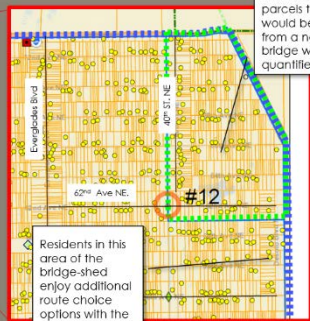 parcels t
would be
from a n
bridge w
quantifie
Everglades Blvd
40th ST. NE
62nd Ave NE.
#12
Residents in this
area of the
bridge-shed
enjoy additional
route choice
options with the